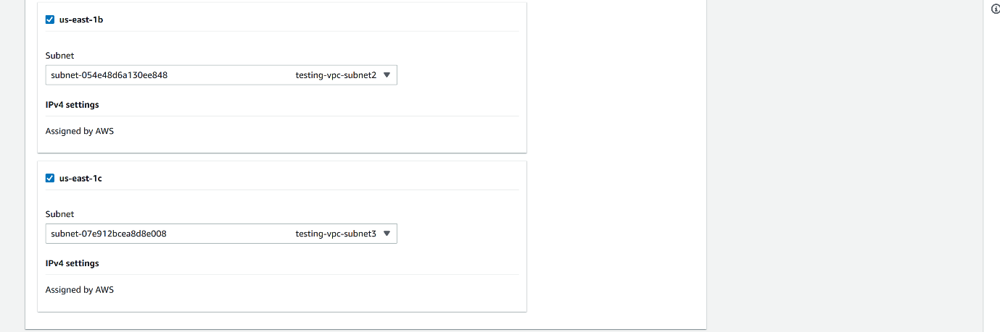 us-east-1b
Subnet
subnet-054e48d6a130ee848 testing-vpc-subnet2
IPv4 settings
Assigned by AWS
us-east-1c
Subnet
subnet-07e912bcea8d8e008 testing-vpc-subnet3
IPv4 settings
Assigned by AWS